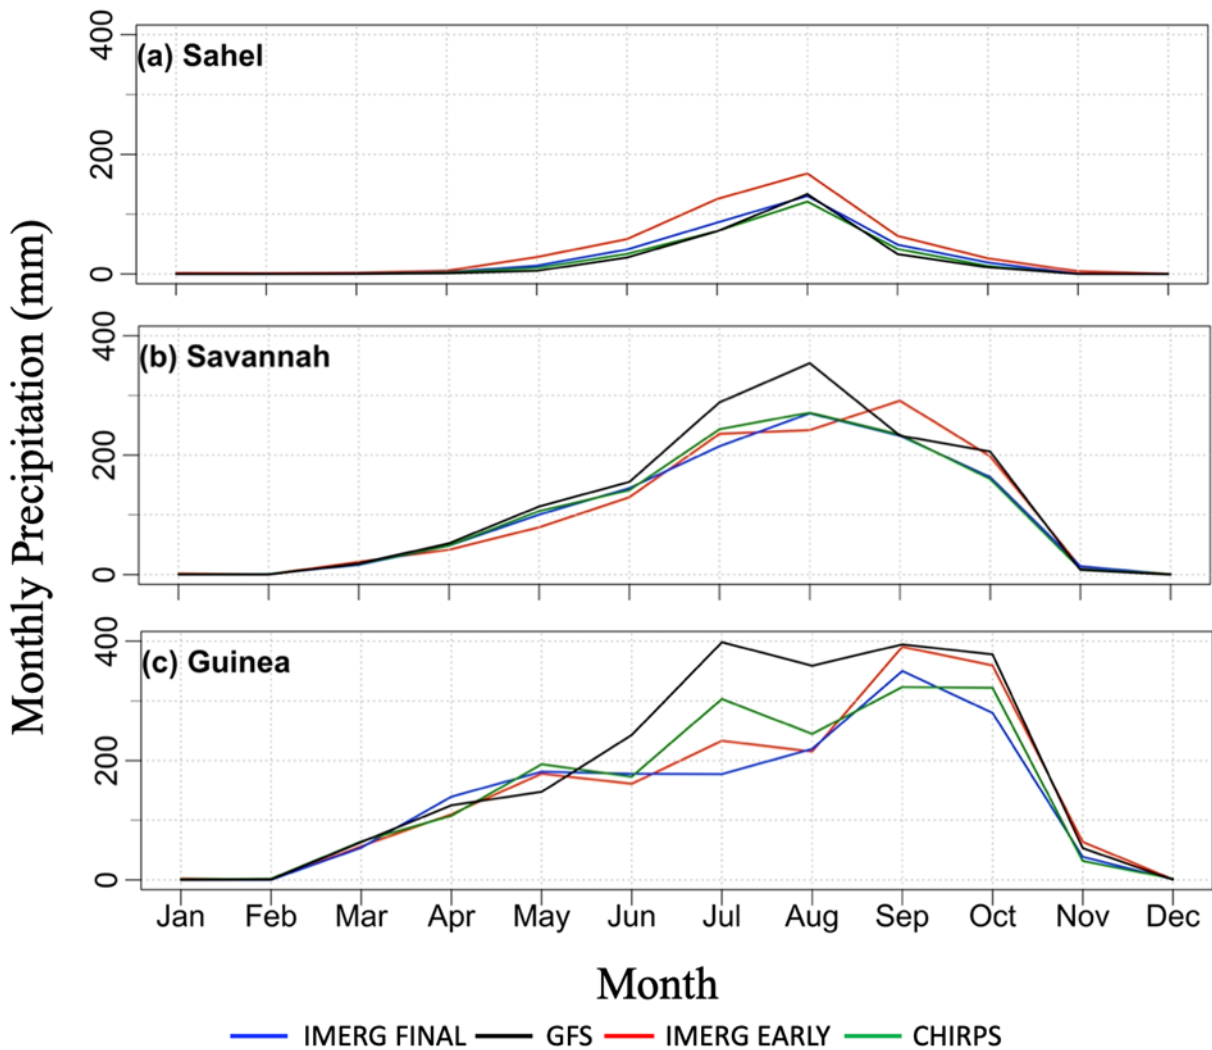 Monthly Precipitation (mm)
400
(a) Sahel
200
0
400
(b) Savannah
200
0
400
(c) Guinea
200
0
Jan Feb Mar Apr May Jun Jul Aug Sep Oct Nov Dec
Month
IMERG FINAL GFS IMERG EARLY CHIRPS